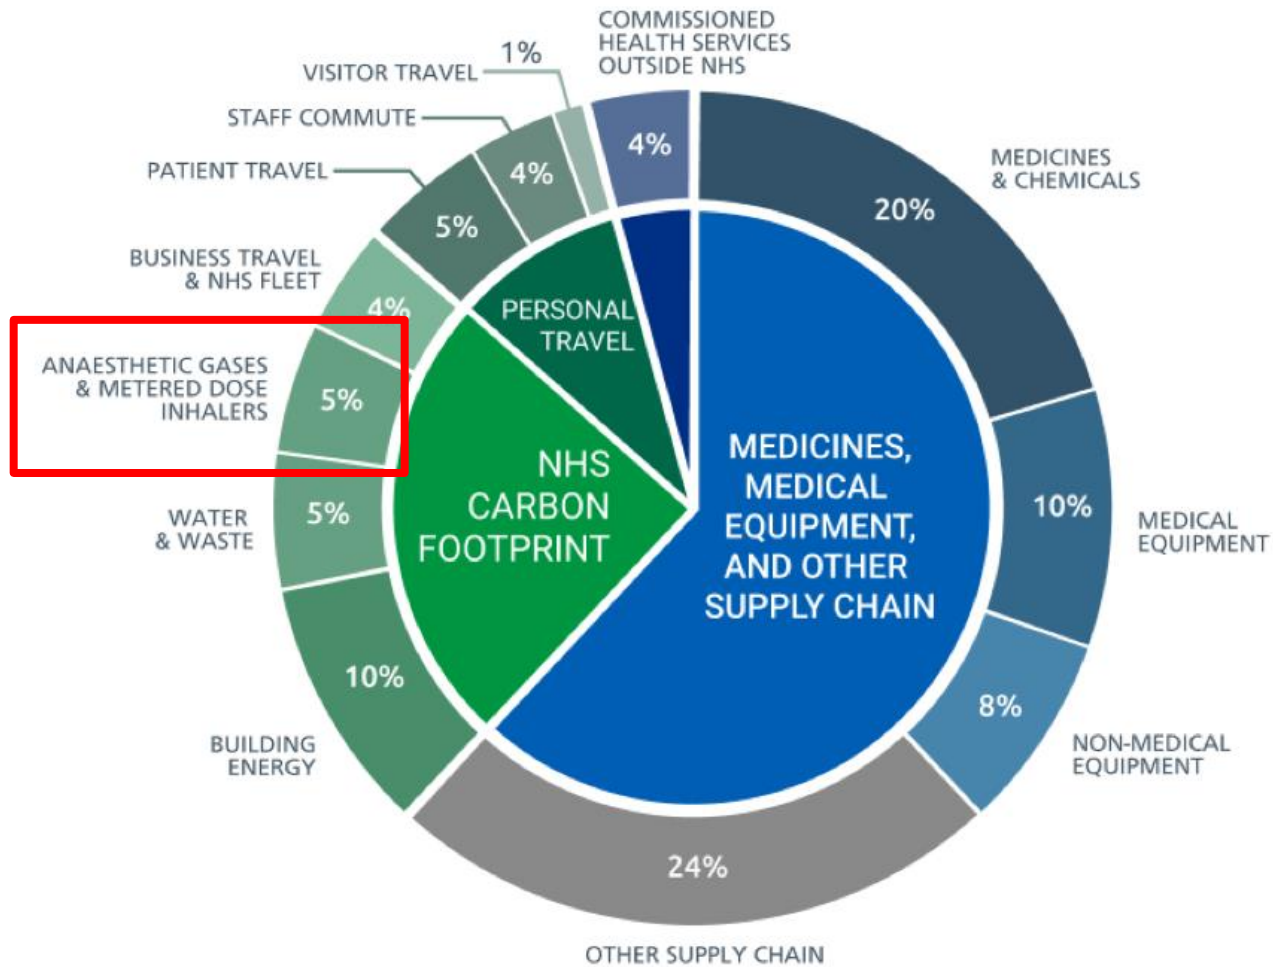 COMMISSIONED
HEALTH SERVICES
OUTSIDE NHS
1%
VISITOR TRAVEL
STAFF COMMUTE
PATIENT TRAVEL
BUSINESS TRAVEL
& NHS FLEET
ANAESTHETIC GASES
& METERED DOSE
INHALERS
WATER
& WASTE
BUILDING
ENERGY
4%
4%
5%
4%
5%
5%
10%
20%
MEDICINES
& CHEMICALS
10%
MEDICAL
EQUIPMENT
8%
NON-MEDICAL
EQUIPMENT
24%
OTHER SUPPLY CHAIN
PERSONAL
TRAVEL
NHS
CARBON
FOOTPRINT
MEDICINES,
MEDICAL
EQUIPMENT,
AND OTHER
SUPPLY CHAIN